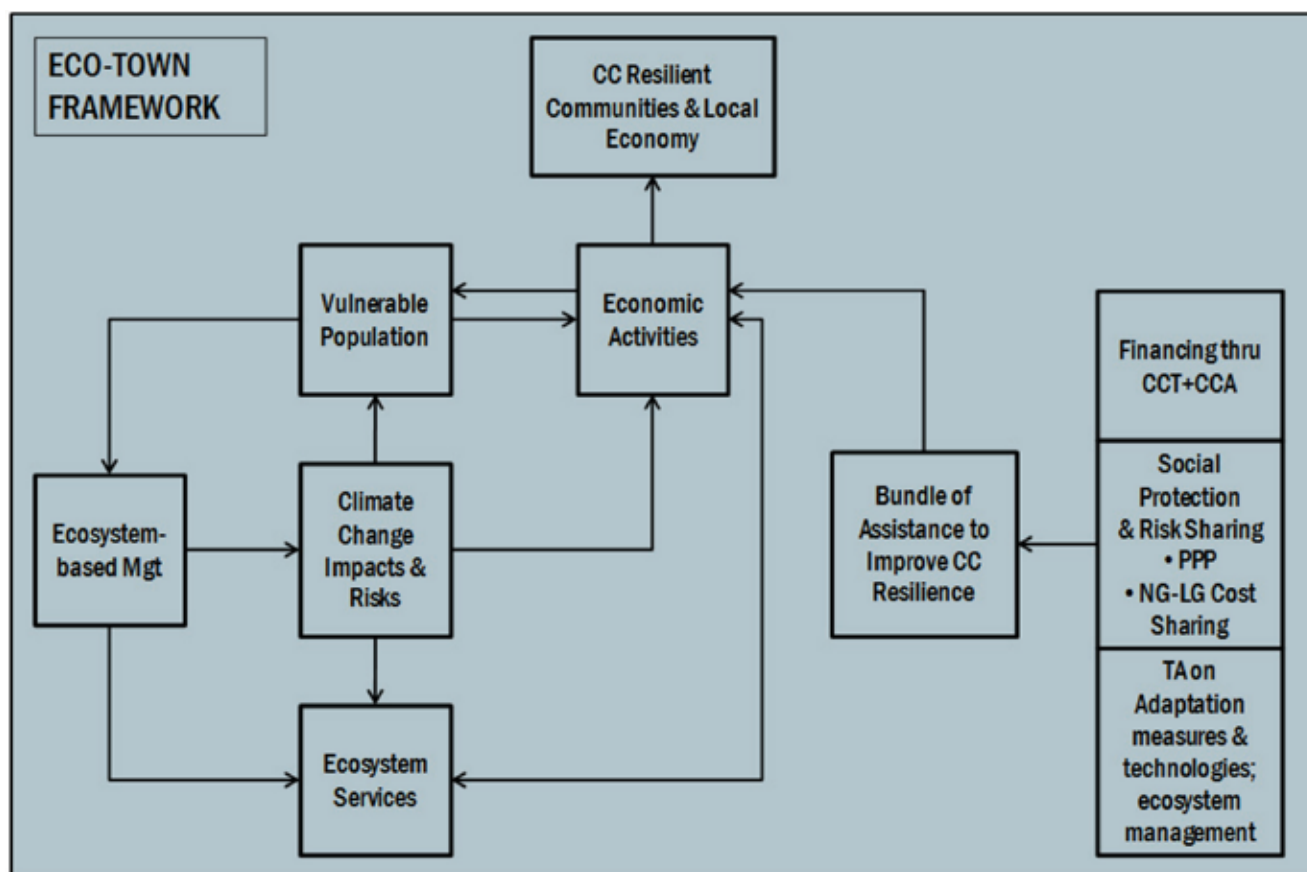 ECO-TOWN
FRAMEWORK
CC Resilient
Communities & Local
Economy
Vulnerable
Population
Economic
Activities
Financing thru
CCT+CCA
Ecosystem-
based Mgt
Climate
Change
Impacts &
Risks
Bundle of
Assistance to
Improve CC
Resilience
Social
Protection
& Risk Sharing
• PPP
• NG-LG Cost
Sharing
Ecosystem
Services
TA on
Adaptation
measures &
technologies;
ecosystem
management